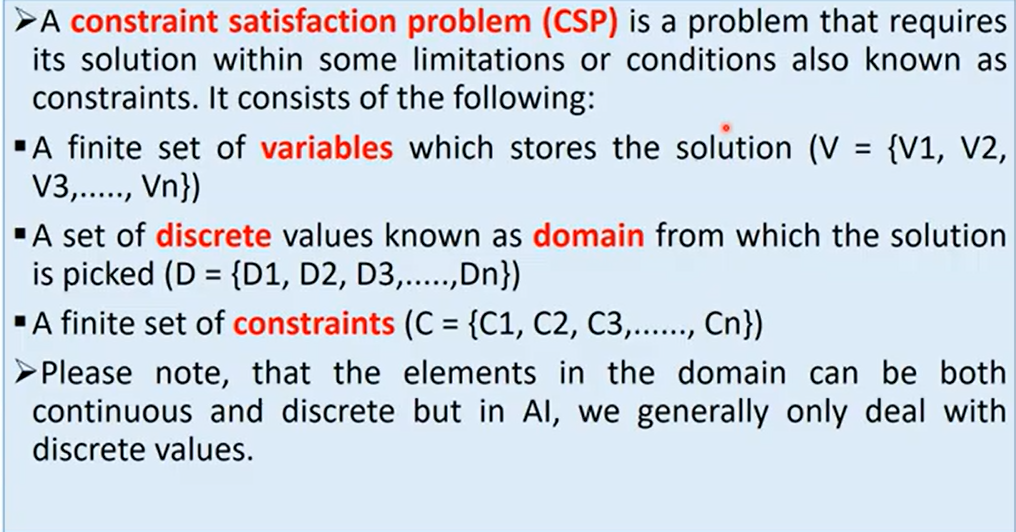 ➢A constraint satisfaction problem (CSP) is a problem that requires
its solution within some limitations or conditions also known as
constraints. It consists of the following:
▪A finite set of variables which stores the solution (V = {V1, V2,
V3,....., Vn})
▪A set of discrete values known as domain from which the solution
is picked (D = {D1, D2, D3,.....,Dn})
▪A finite set of constraints (C = {C1, C2, C3,......, Cn})
➢Please note, that the elements in the domain can be both
continuous and discrete but in AI, we generally only deal with
discrete values.